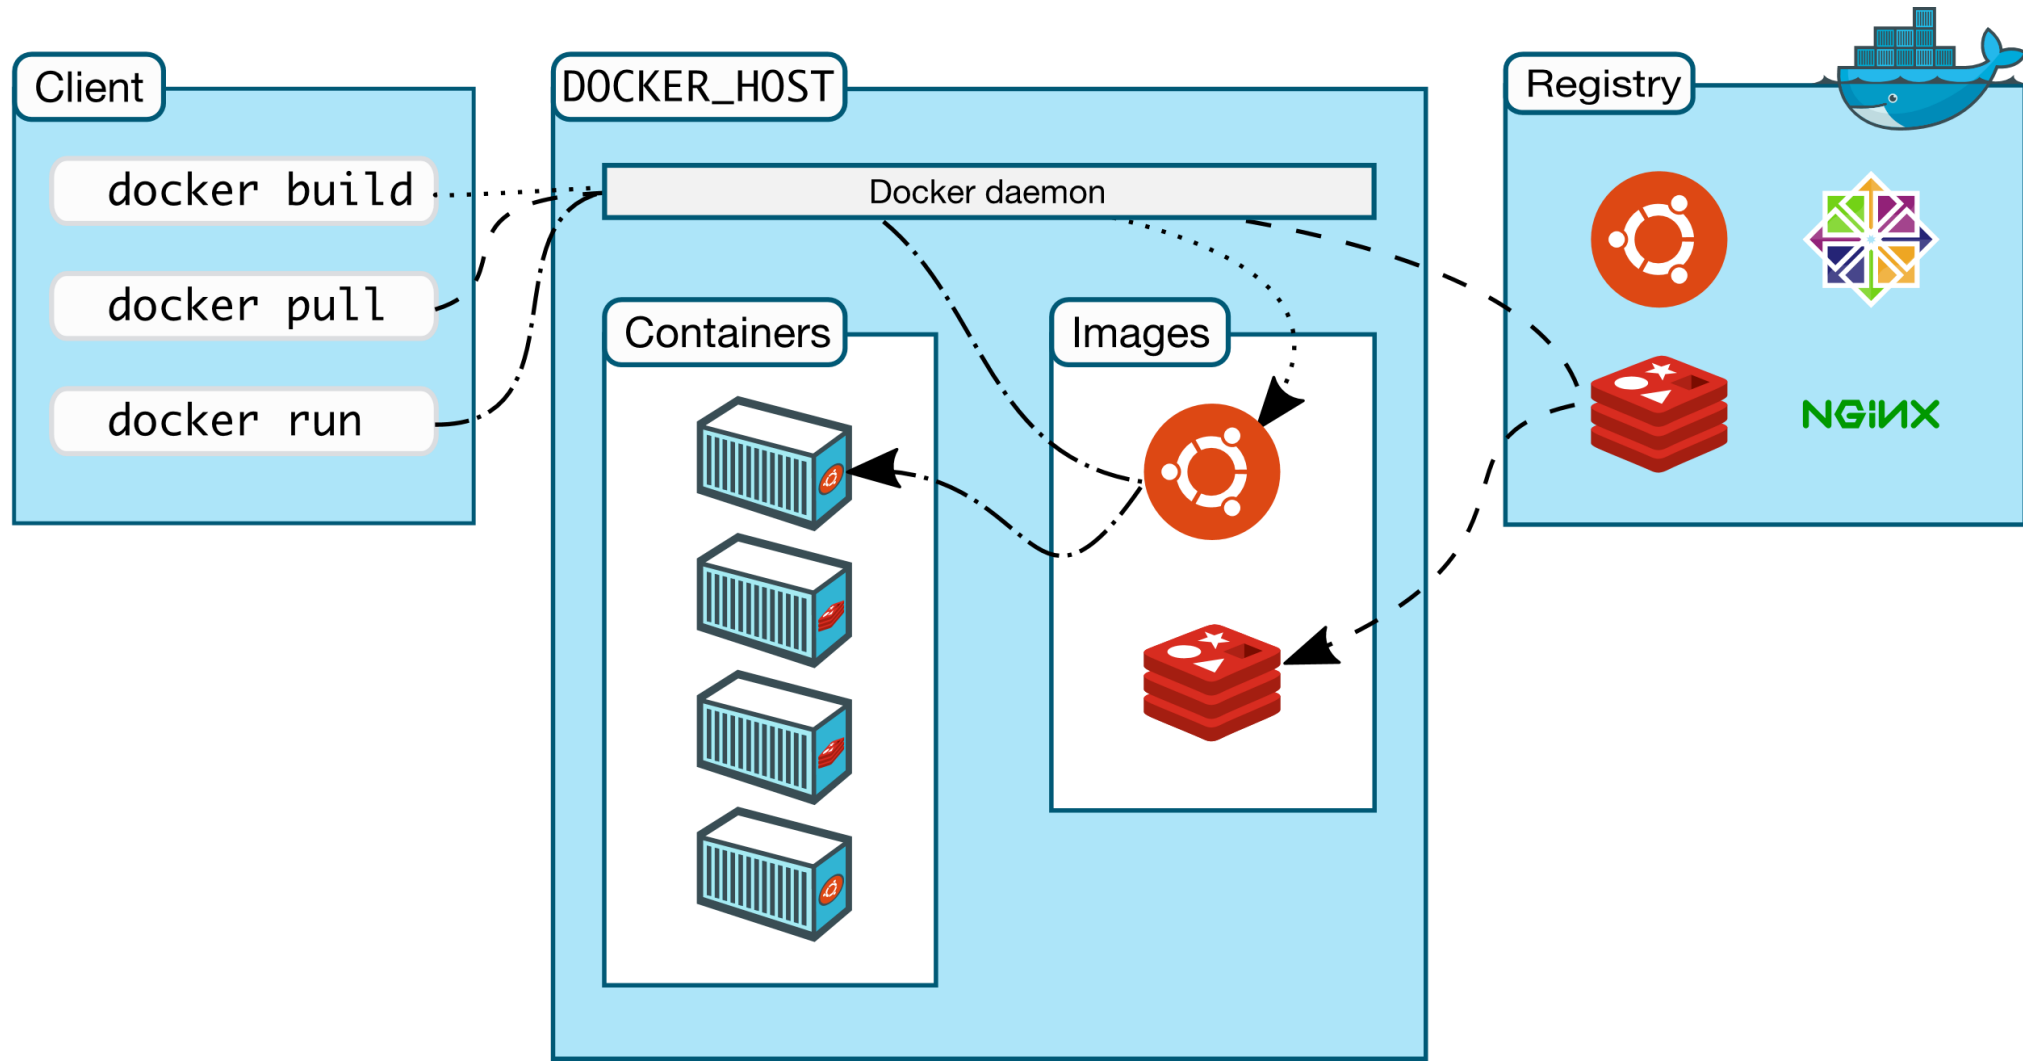 Client
docker build
docker pull
docker run
DOCKER_HOST
Docker daemon
Containers
Images
Registry
NGiNX